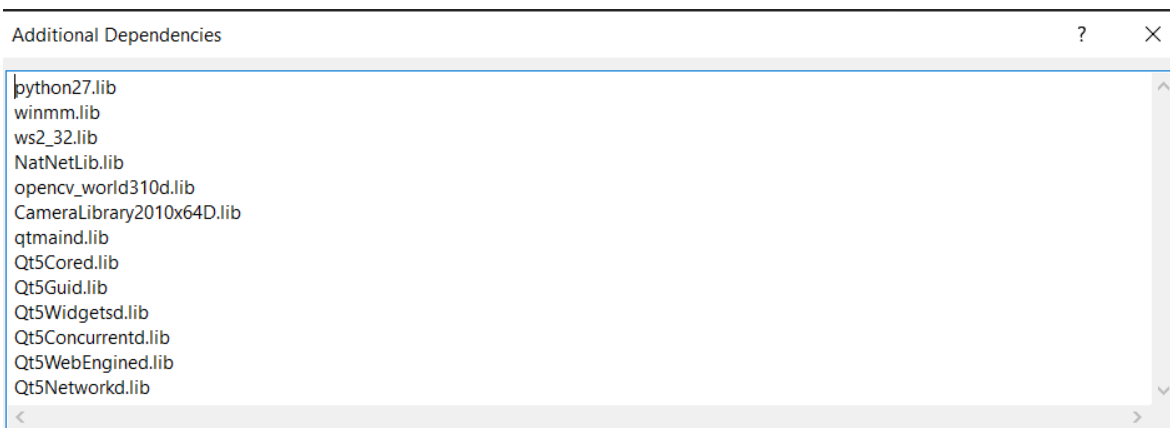 Additional Dependencies ?
python27.lib
winmm.lib
ws2_32.lib
NatNetLib.lib
opencv_world310d.lib
CameraLibrary2010x64D.lib
qtmaind.lib
Qt5Cored.lib
Qt5Guid.lib
Qt5Widgetsd.lib
Qt5Concurrentd.lib
Qt5WebEngined.lib
Qt5Networkd.lib